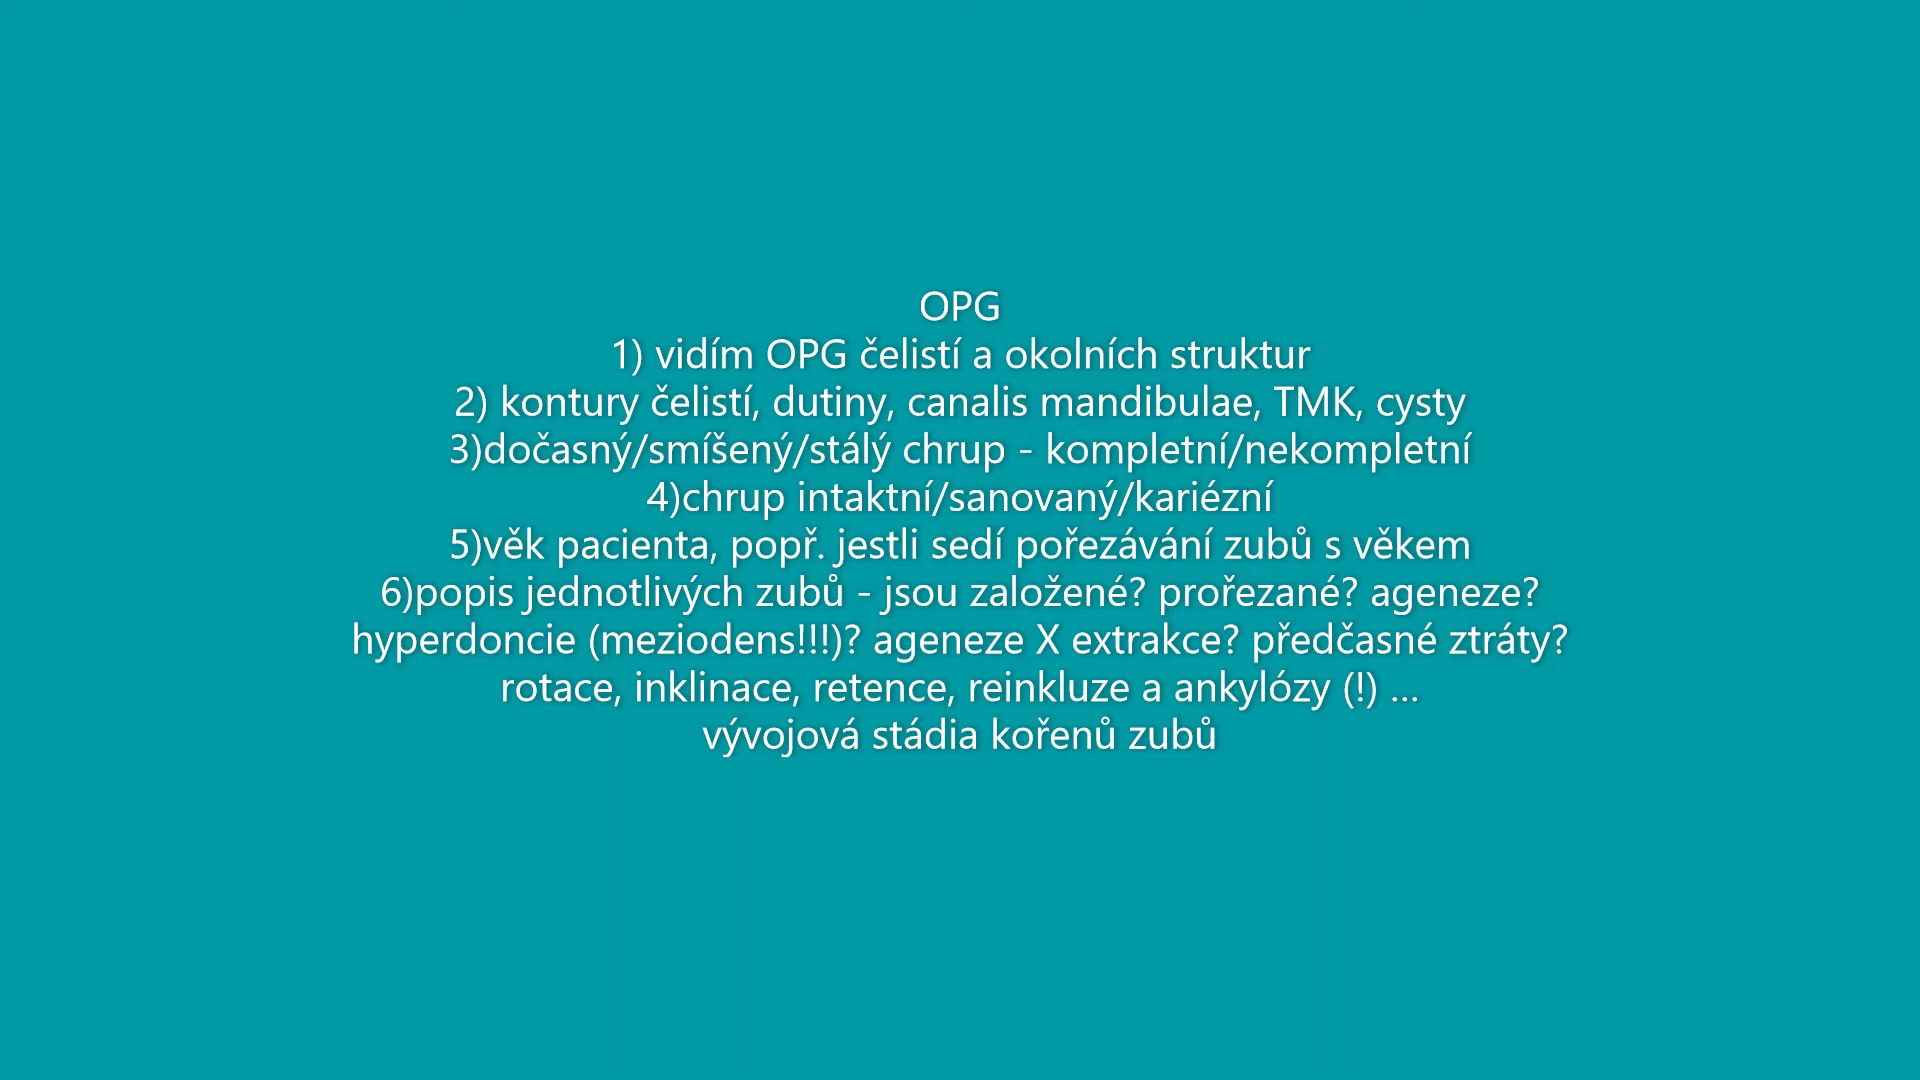 OPG
1) vidím OPG čelistí a okolních struktur
2) kontury čelistí, dutiny, canalis mandibulae, TMK, cysty
3)dočasný/smíšený/stálý chrup - kompletní/nekompletní
4)chrup intaktní/sanovaný/kariézní
5)věk pacienta, popř. jestli sedí pořezávání zubů s věkem
6)popis jednotlivých zubů - jsou založené? prořezané? ageneze?
hyperdoncie (meziodens!!!)? ageneze X extrakce? předčasné ztráty?
rotace, inklinace, retence, reinkluze a ankylózy (!) ...
vývojová stádia kořenů zubů